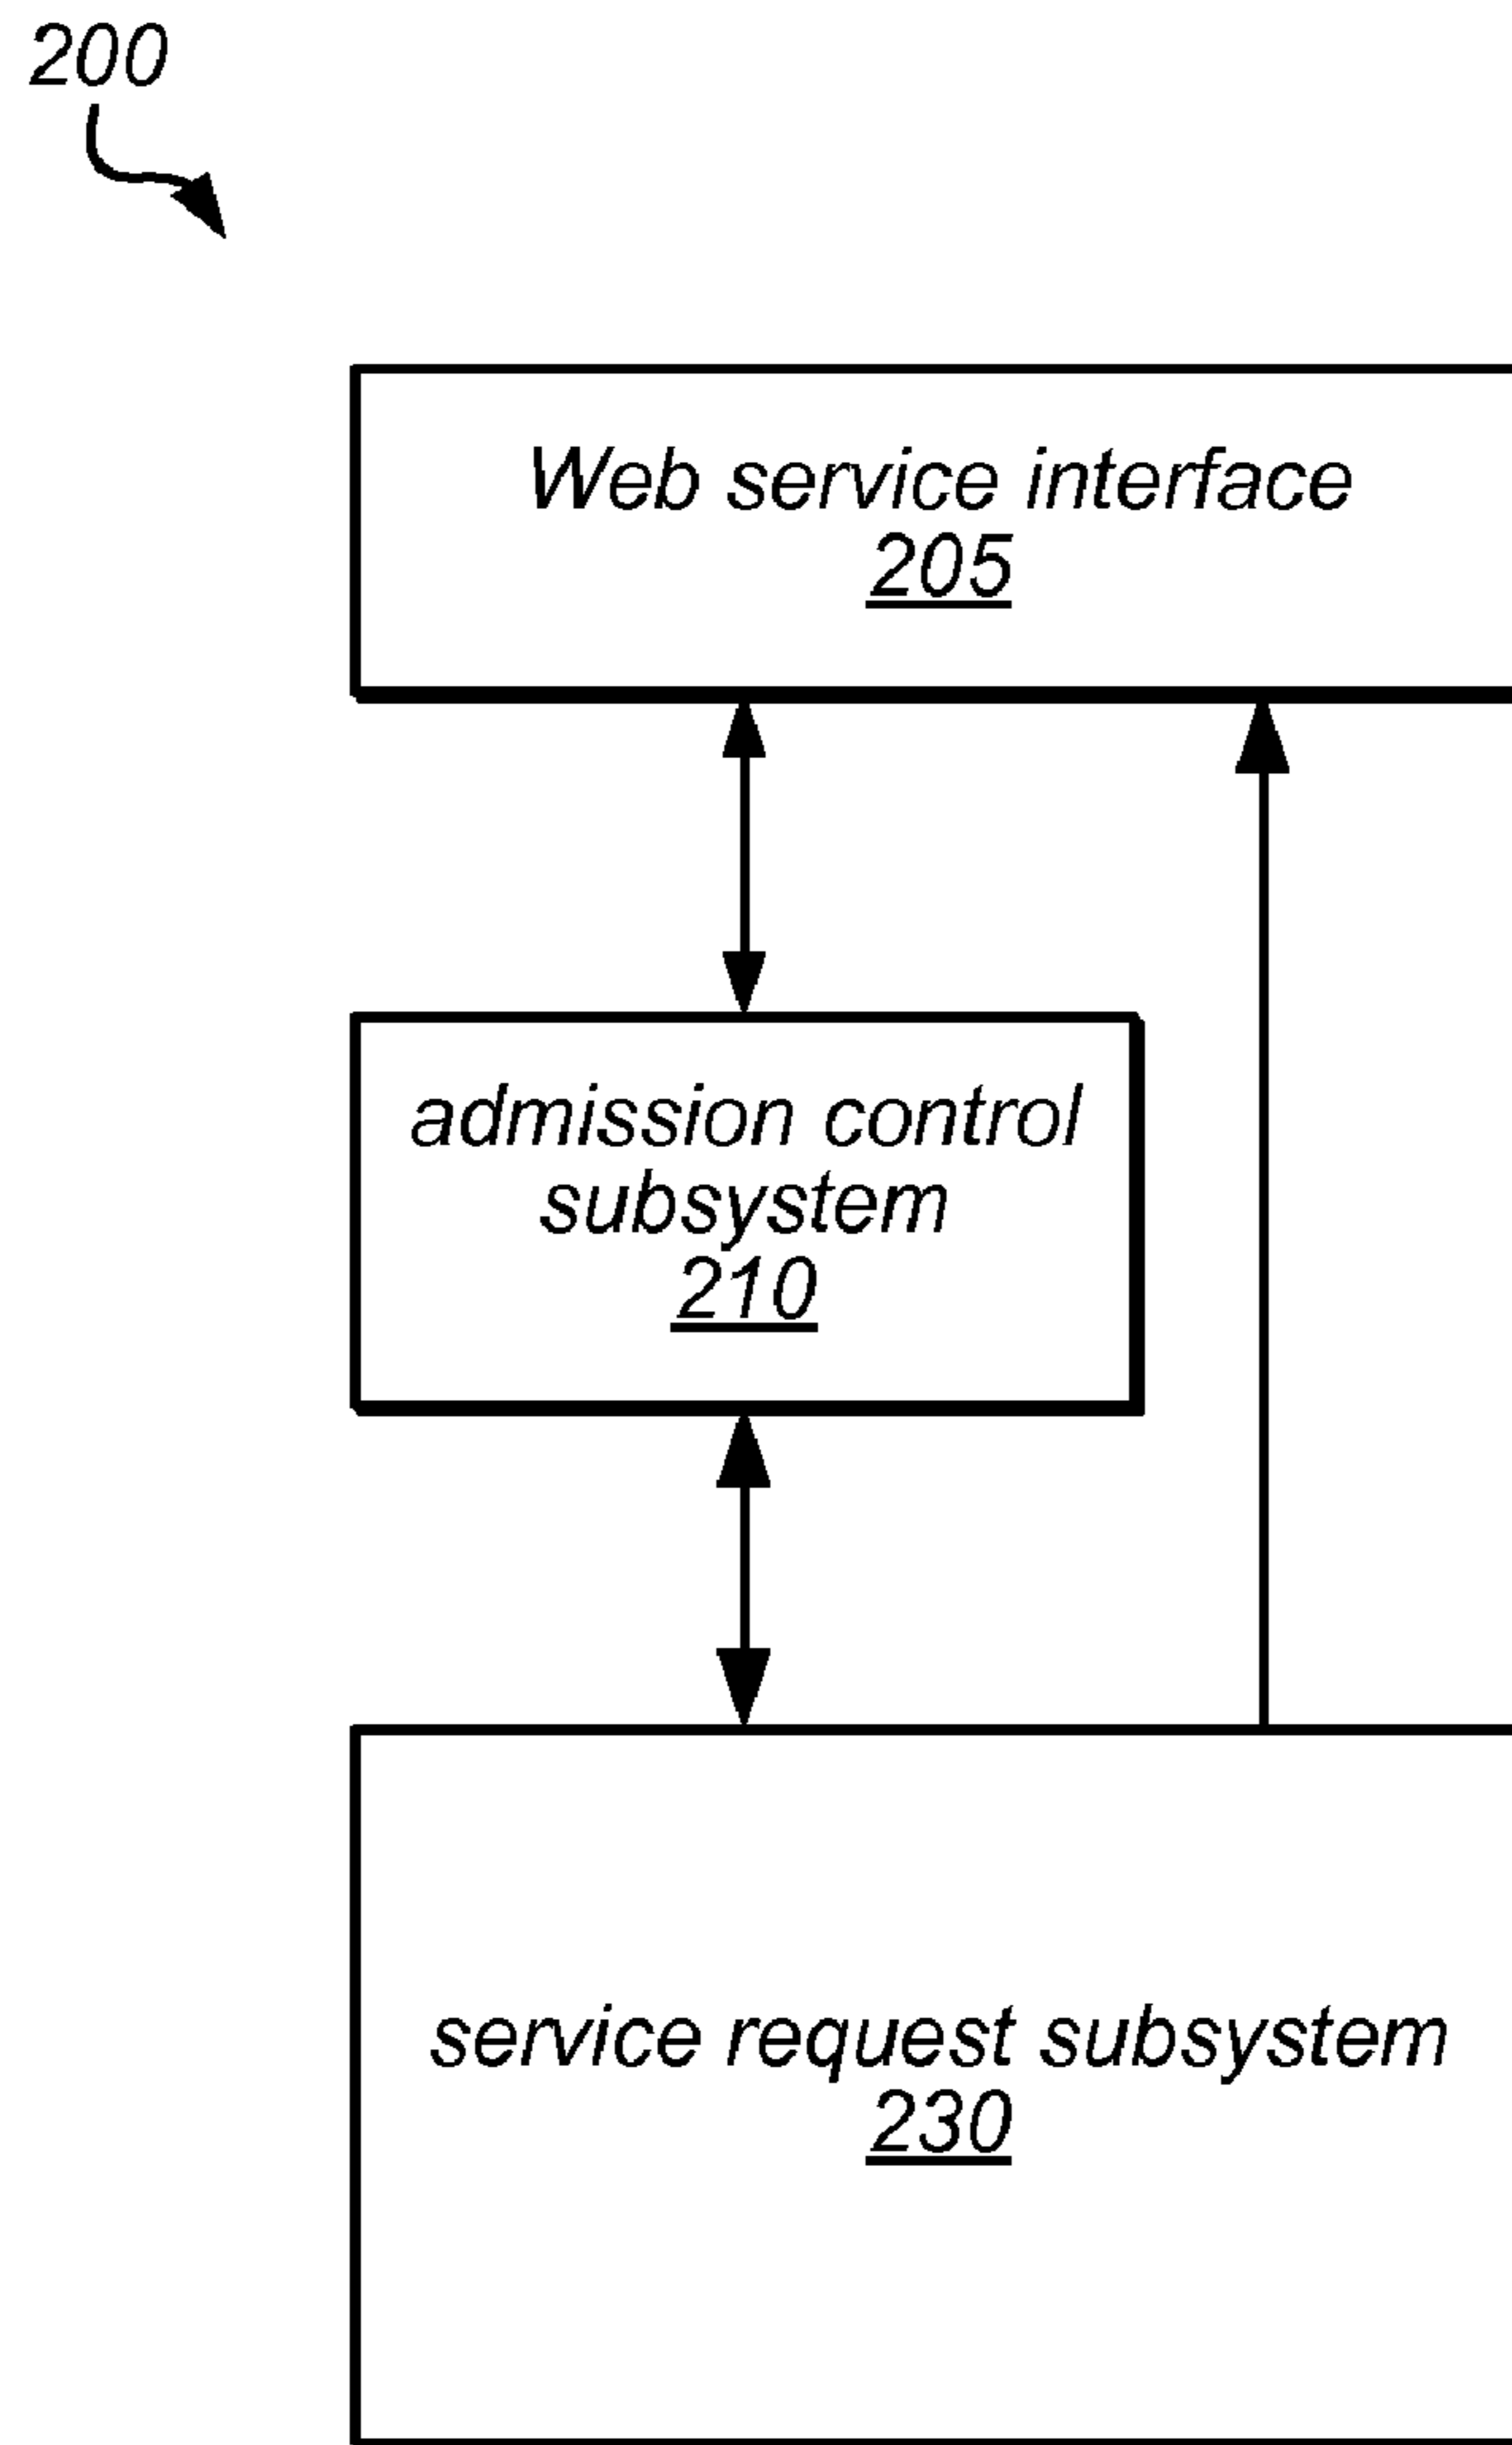 200
Web service interface
205
admission control
subsystem
210
service request subsystem
230